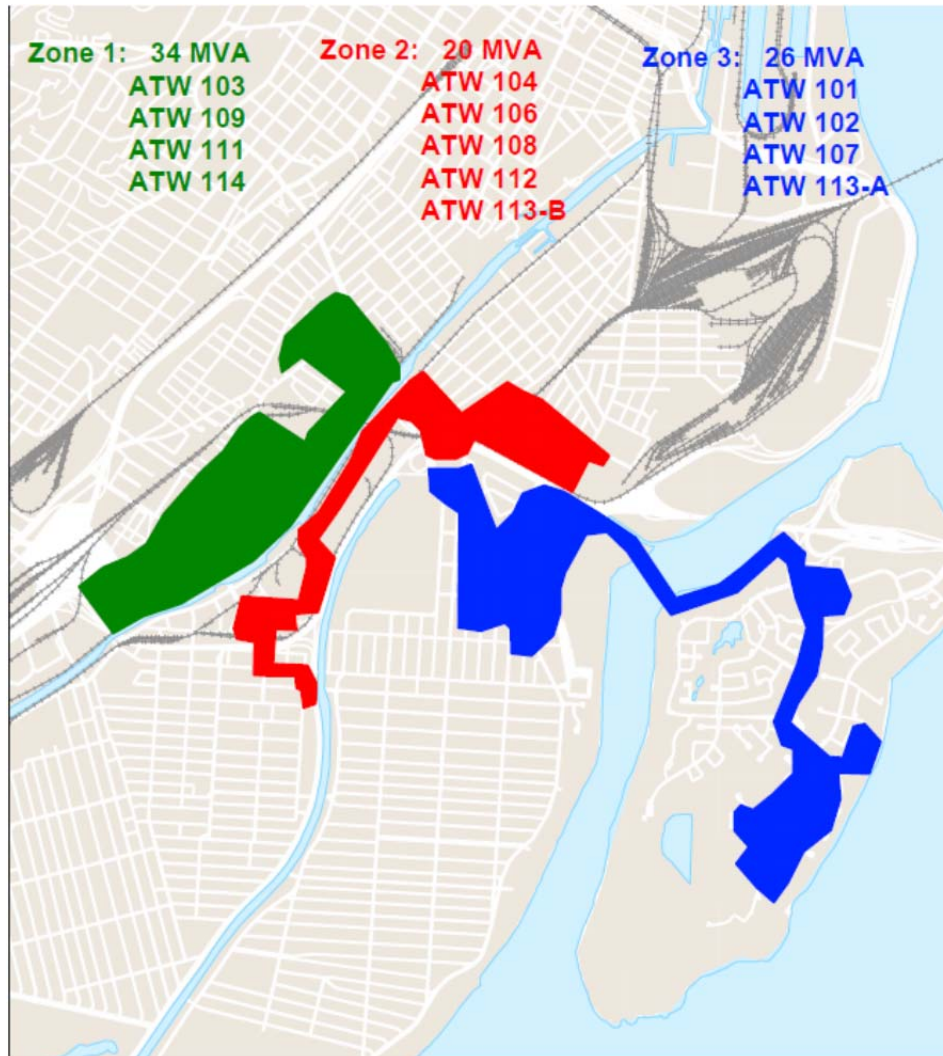 Zone 1: 34 MVA
ATW 103
ATW 109
ATW 111
ATW 114
Zone 2: 20 MVA
ATW 104
ATW 106
ATW 108
ATW 112
ATW 113-B
Zone 3: 26 MVA
ATW 101
ATW 102
ATW 107
ATW 113-A